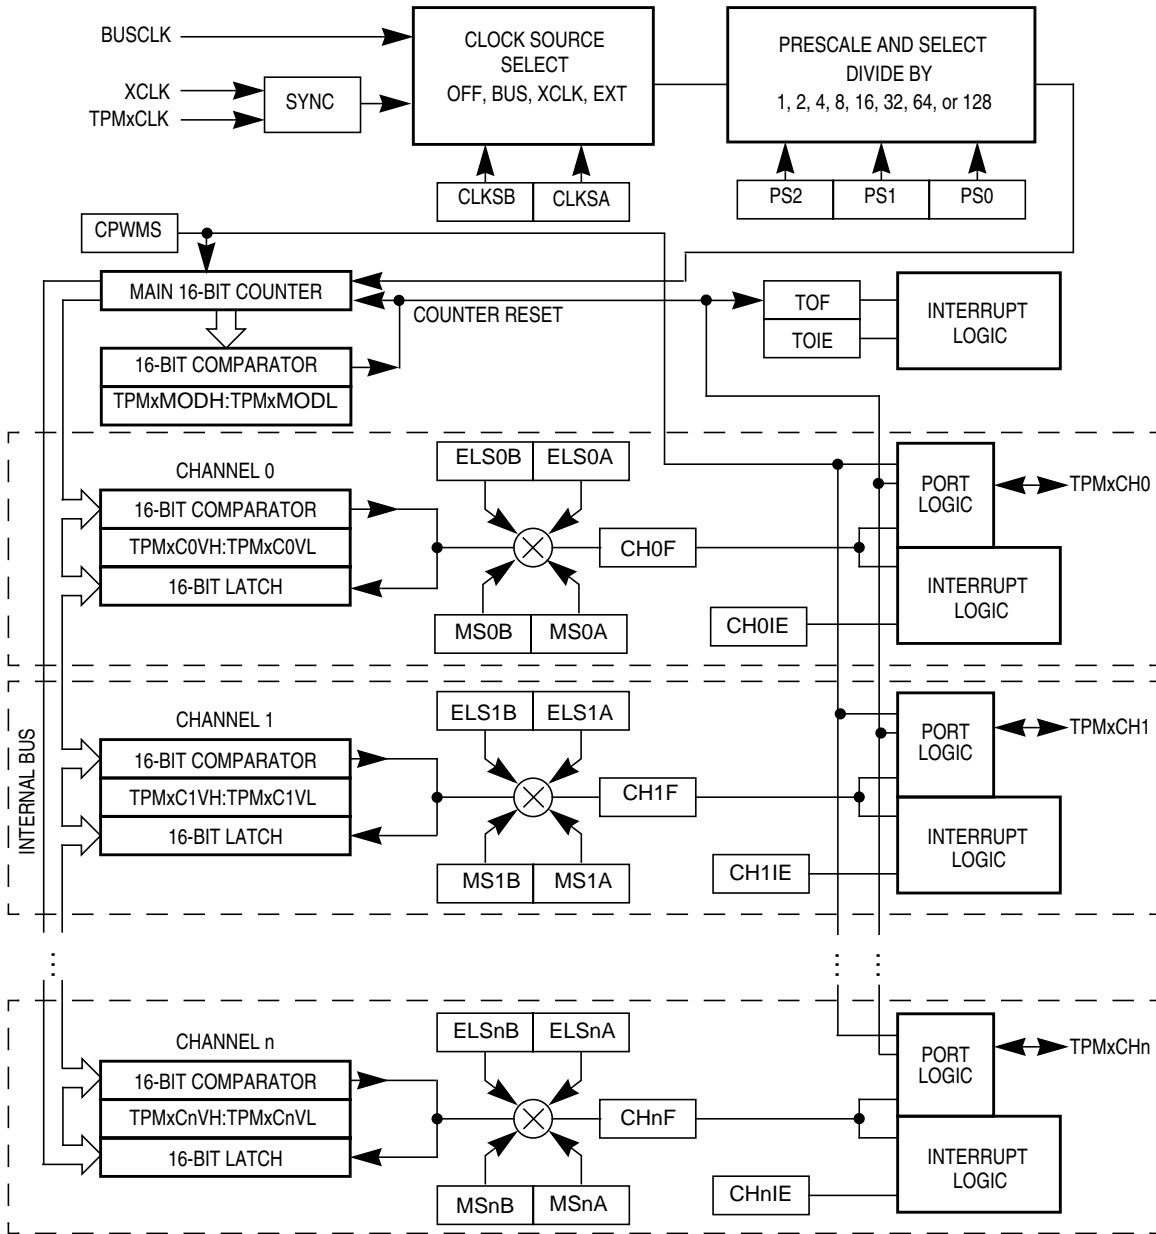 BUSCLK
XCLK
TPMxCLK
SYNC
CLOCK SOURCE
SELECT
OFF, BUS, XCLK, EXT
PRESCALE AND SELECT
DIVIDE BY
1, 2, 4, 8, 16, 32, 64, or 128
CLKSB
CLKSA
PS2
PS1
PS0
CPWMS
MAIN 16-BIT COUNTER
COUNTER RESET
TOF
TOIE
INTERRUPT
LOGIC
16-BIT COMPARATOR
TPMxMODH:TPMxMODL
CHANNEL 0
16-BIT COMPARATOR
TPMxC0VH:TPMxC0VL
16-BIT LATCH
ELS0B
ELS0A
MS0B
MS0A
CH0F
CH0IE
PORT
LOGIC
INTERRUPT
LOGIC
TPMxCH0
INTERNAL BUS
CHANNEL 1
16-BIT COMPARATOR
TPMxC1VH:TPMxC1VL
16-BIT LATCH
ELS1B
ELS1A
MS1B
MS1A
CH1F
CH1IE
PORT
LOGIC
INTERRUPT
LOGIC
TPMxCH1
CHANNEL n
16-BIT COMPARATOR
TPMxCnVH:TPMxCnVL
16-BIT LATCH
ELSnB
ELSnA
MSnB
MSnA
CHnF
CHnIE
PORT
LOGIC
INTERRUPT
LOGIC
TPMxCHn